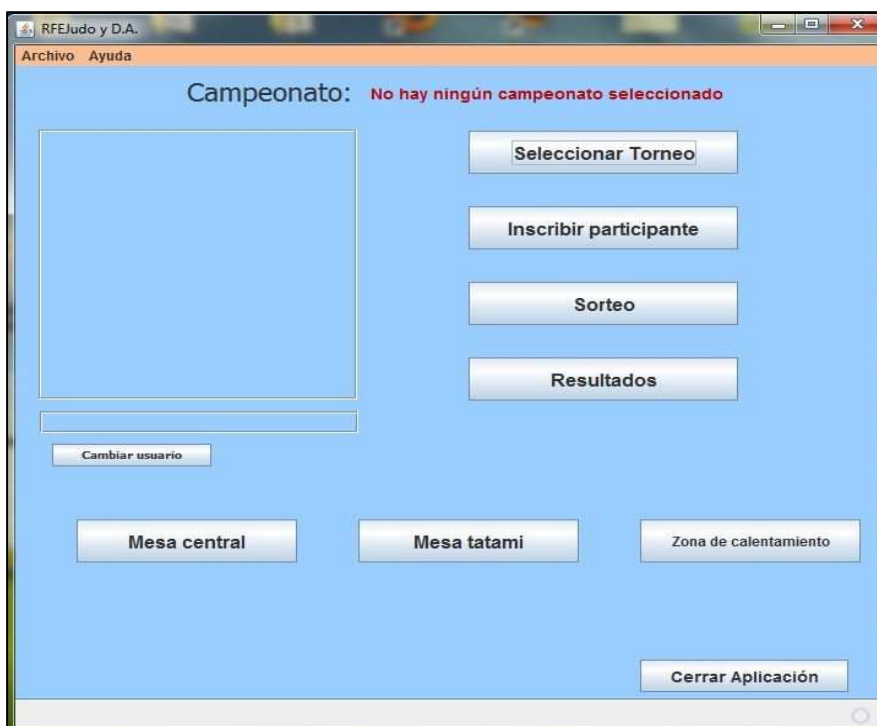 RFEJudo y D.A.
Archivo Ayuda
Campeonato: No hay ningún campeonato seleccionado
Seleccionar Torneo
Inscribir participante
Sorteo
Resultados
Cambiar usuario
Mesa central Mesa tatami Zona de calentamiento
Cerrar Aplicación